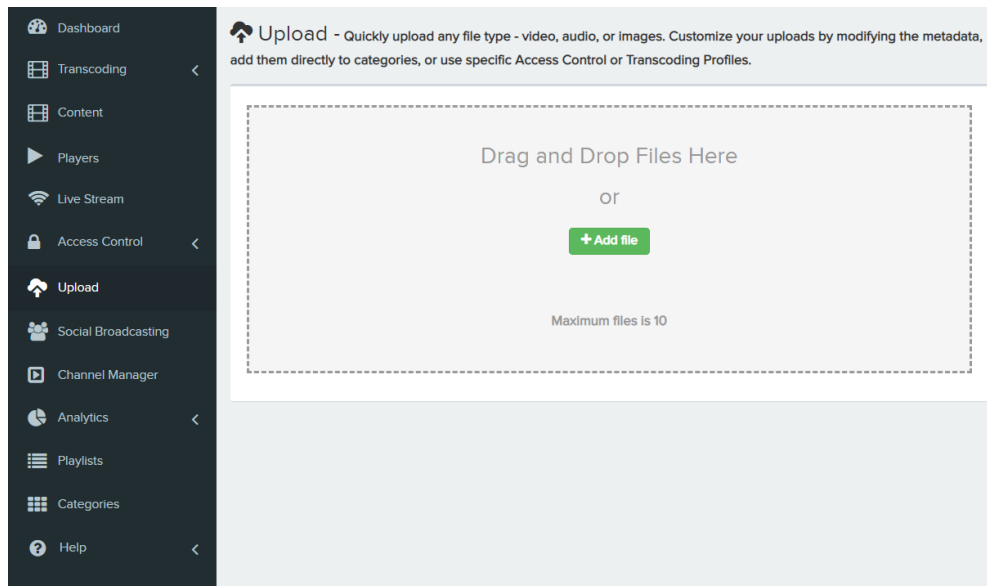 Dashboard
Transcoding
Content
Players
Live Stream
Access Control
Upload
Social Broadcasting
Channel Manager
Analytics
Playlists
Categories
Help
Upload - Quickly upload any file type - video, audio, or images. Customize your uploads by modifying the metadata,
add them directly to categories, or use specific Access Control or Transcoding Profiles.
Drag and Drop Files Here
or
+ Add file
Maximum files is 10